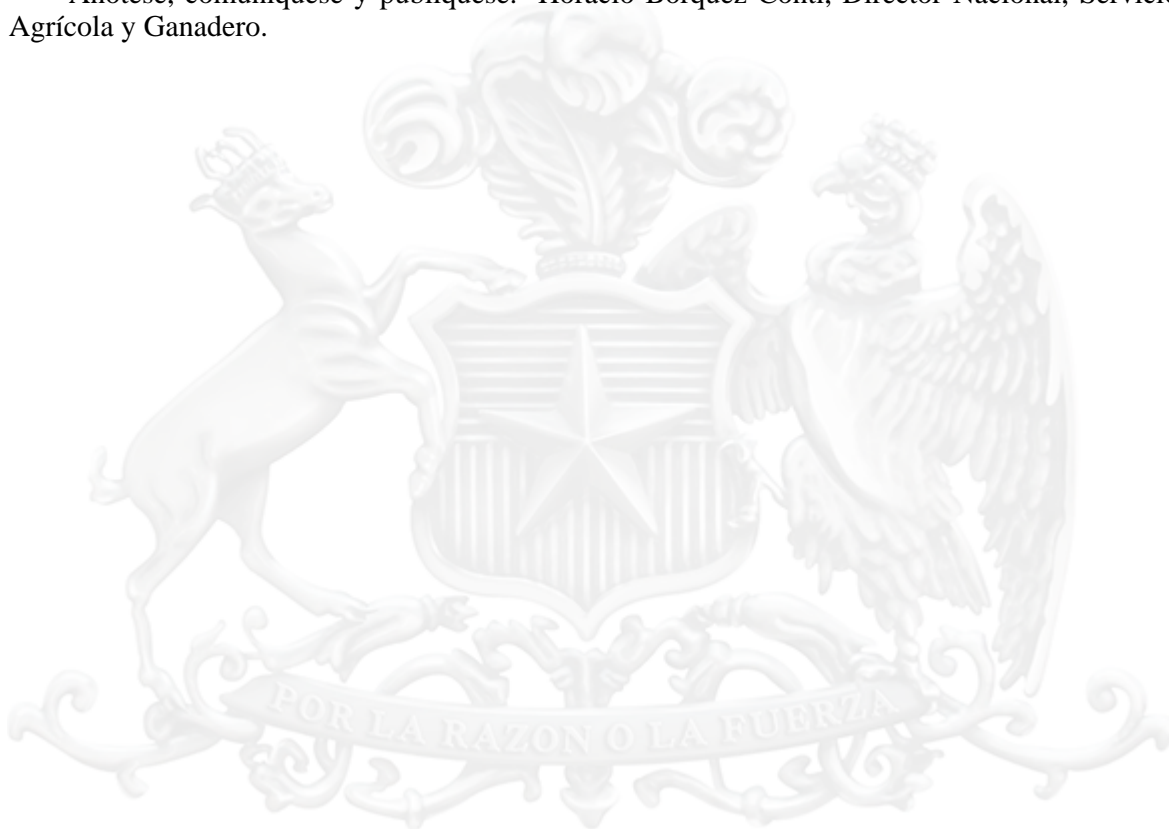 Anótese, comuníquese y publíquese.- Horacio Bórquez Conti, Director Nacional, Servicio
Agrícola y Ganadero.
POR LA RAZON O LA FUERZA